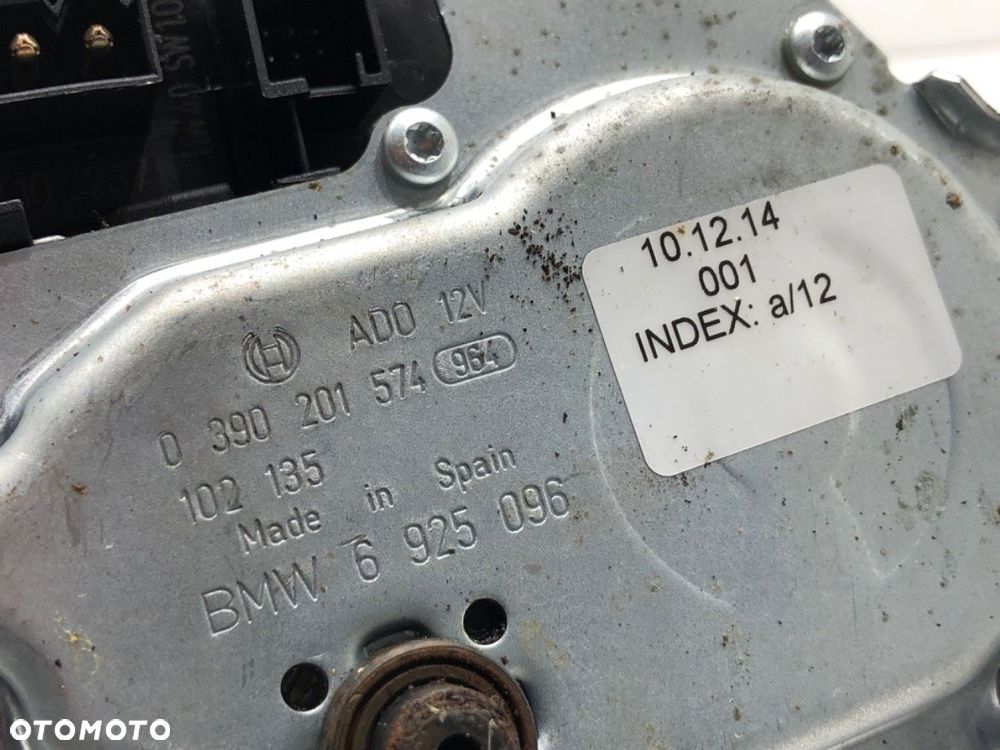 10.12.14
001
INDEX: a/12
ADO 12V
0 390 201 574 964
102 135
Made in Spain
BMW 6 925 096
OTOMOTO